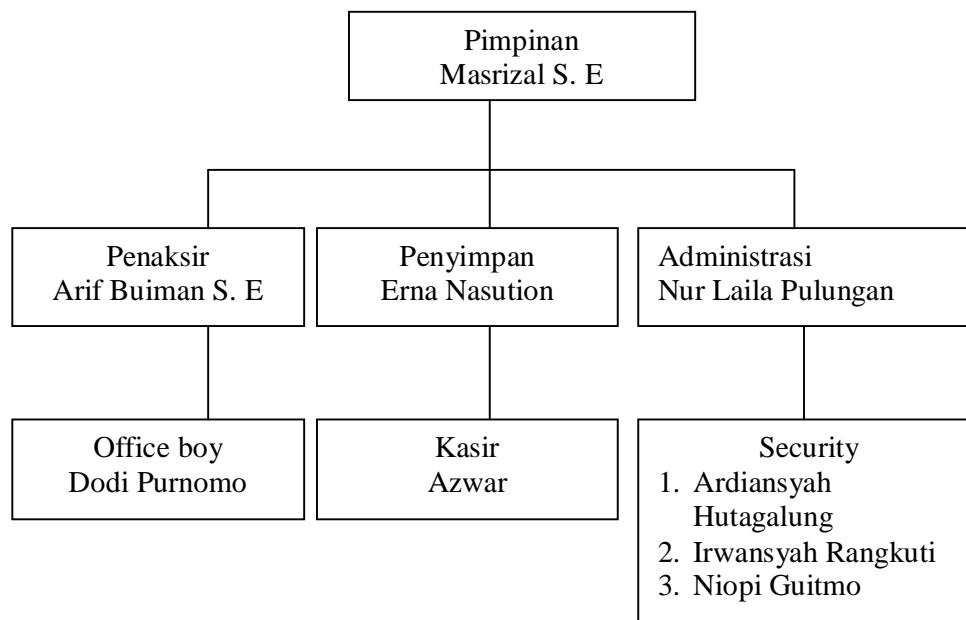 Pimpinan
Masrizal S. E
Penaksir
Arif Buiman S. E
Penyimpan
Erna Nasution
Administrasi
Nur Laila Pulungan
Office boy
Dodi Purnomo
Kasir
Azwar
Security
1. Ardiansyah
Hutagalung
2. Irwansyah Rangkuti
3. Niopi Guitmo